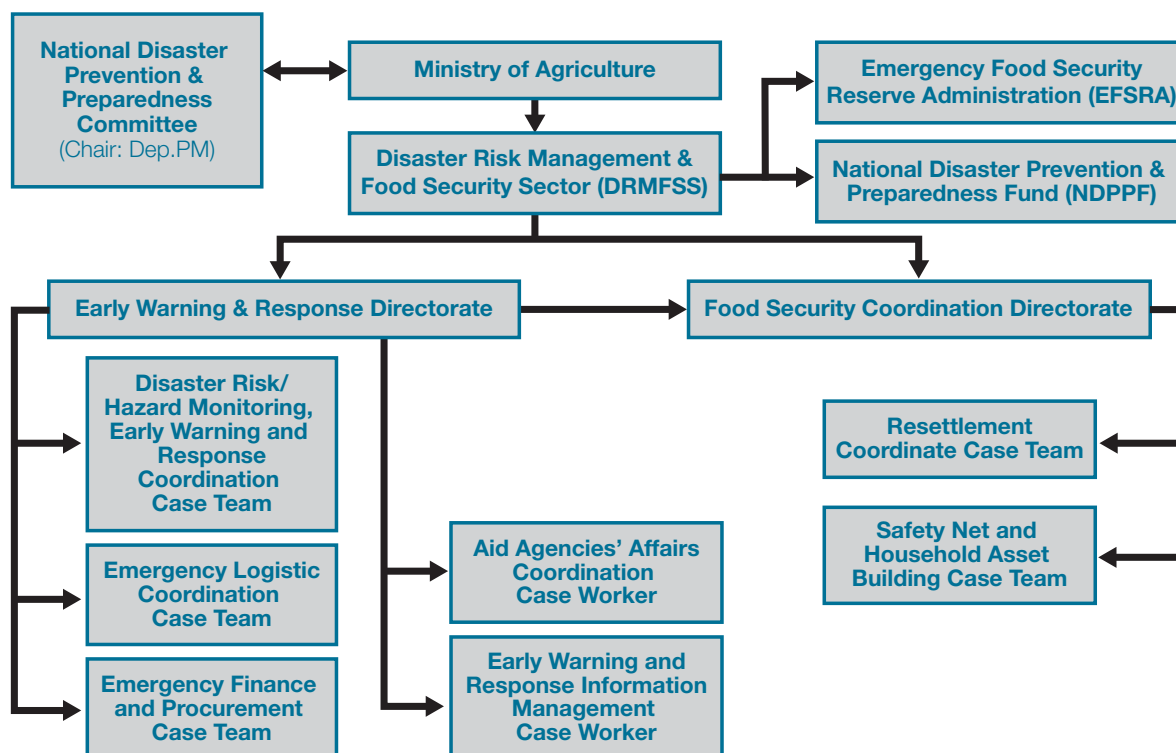 National Disaster
Prevention &
Preparedness
Committee
(Chair: Dep.PM)
Ministry of Agriculture
Emergency Food Security
Reserve Administration (EFSRA)
Disaster Risk Management &
Food Security Sector (DRMFSS)
National Disaster Prevention &
Preparedness Fund (NDPPF)
Early Warning & Response Directorate
Food Security Coordination Directorate
Disaster Risk/
Hazard Monitoring,
Early Warning and
Response
Coordination
Case Team
Emergency Logistic
Coordination
Case Team
Emergency Finance
and Procurement
Case Team
Aid Agencies’ Affairs
Coordination
Case Worker
Early Warning and
Response Information
Management
Case Worker
Resettlement
Coordinate Case Team
Safety Net and
Household Asset
Building Case Team